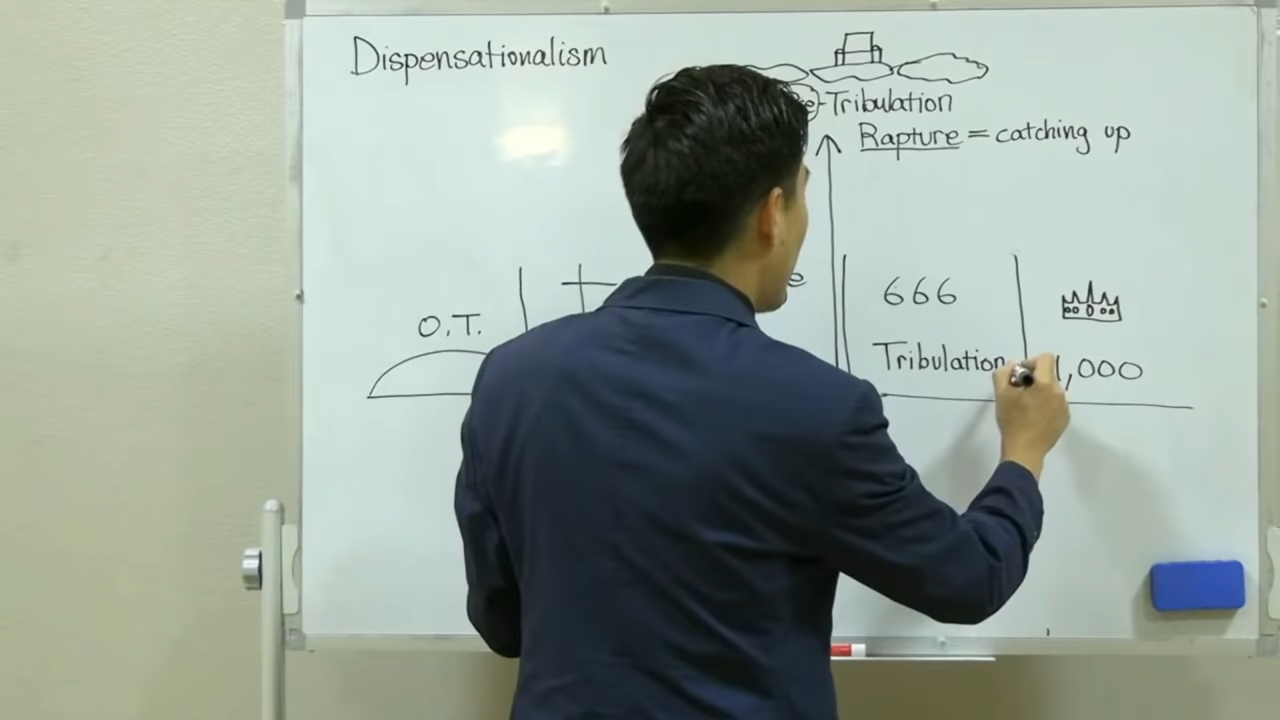 Dispensationalism
-Tribulation
Rapture = catching up
666
O.T.
Tribulation
1,000